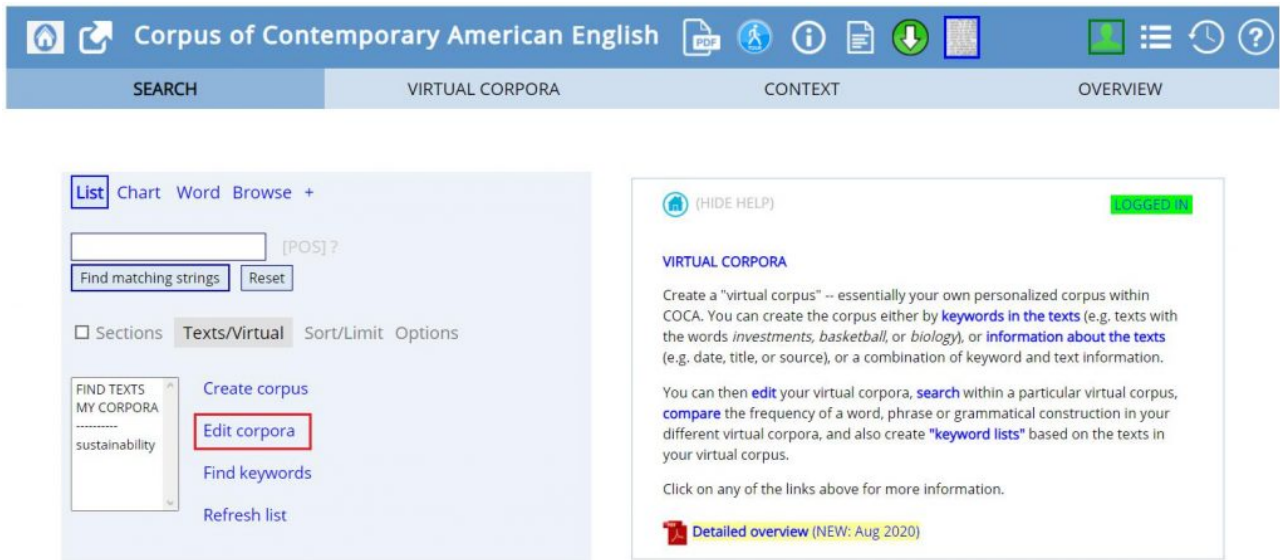 Corpus of Contemporary American English PDF
SEARCH VIRTUAL CORPORA CONTEXT OVERVIEW
List Chart Word Browse +
[POS] ?
Find matching strings Reset
Sections Texts/Virtual Sort/Limit Options
FIND TEXTS
MY CORPORA
----------
sustainability
Create corpus
Edit corpora
Find keywords
Refresh list
(HIDE HELP) LOGGED IN
VIRTUAL CORPORA
Create a "virtual corpus" -- essentially your own personalized corpus within
COCA. You can create the corpus either by keywords in the texts (e.g. texts with
the words investments, basketball, or biology), or information about the texts
(e.g. date, title, or source), or a combination of keyword and text information.
You can then edit your virtual corpora, search within a particular virtual corpus,
compare the frequency of a word, phrase or grammatical construction in your
different virtual corpora, and also create "keyword lists" based on the texts in
your virtual corpus.
Click on any of the links above for more information.
Detailed overview (NEW: Aug 2020)